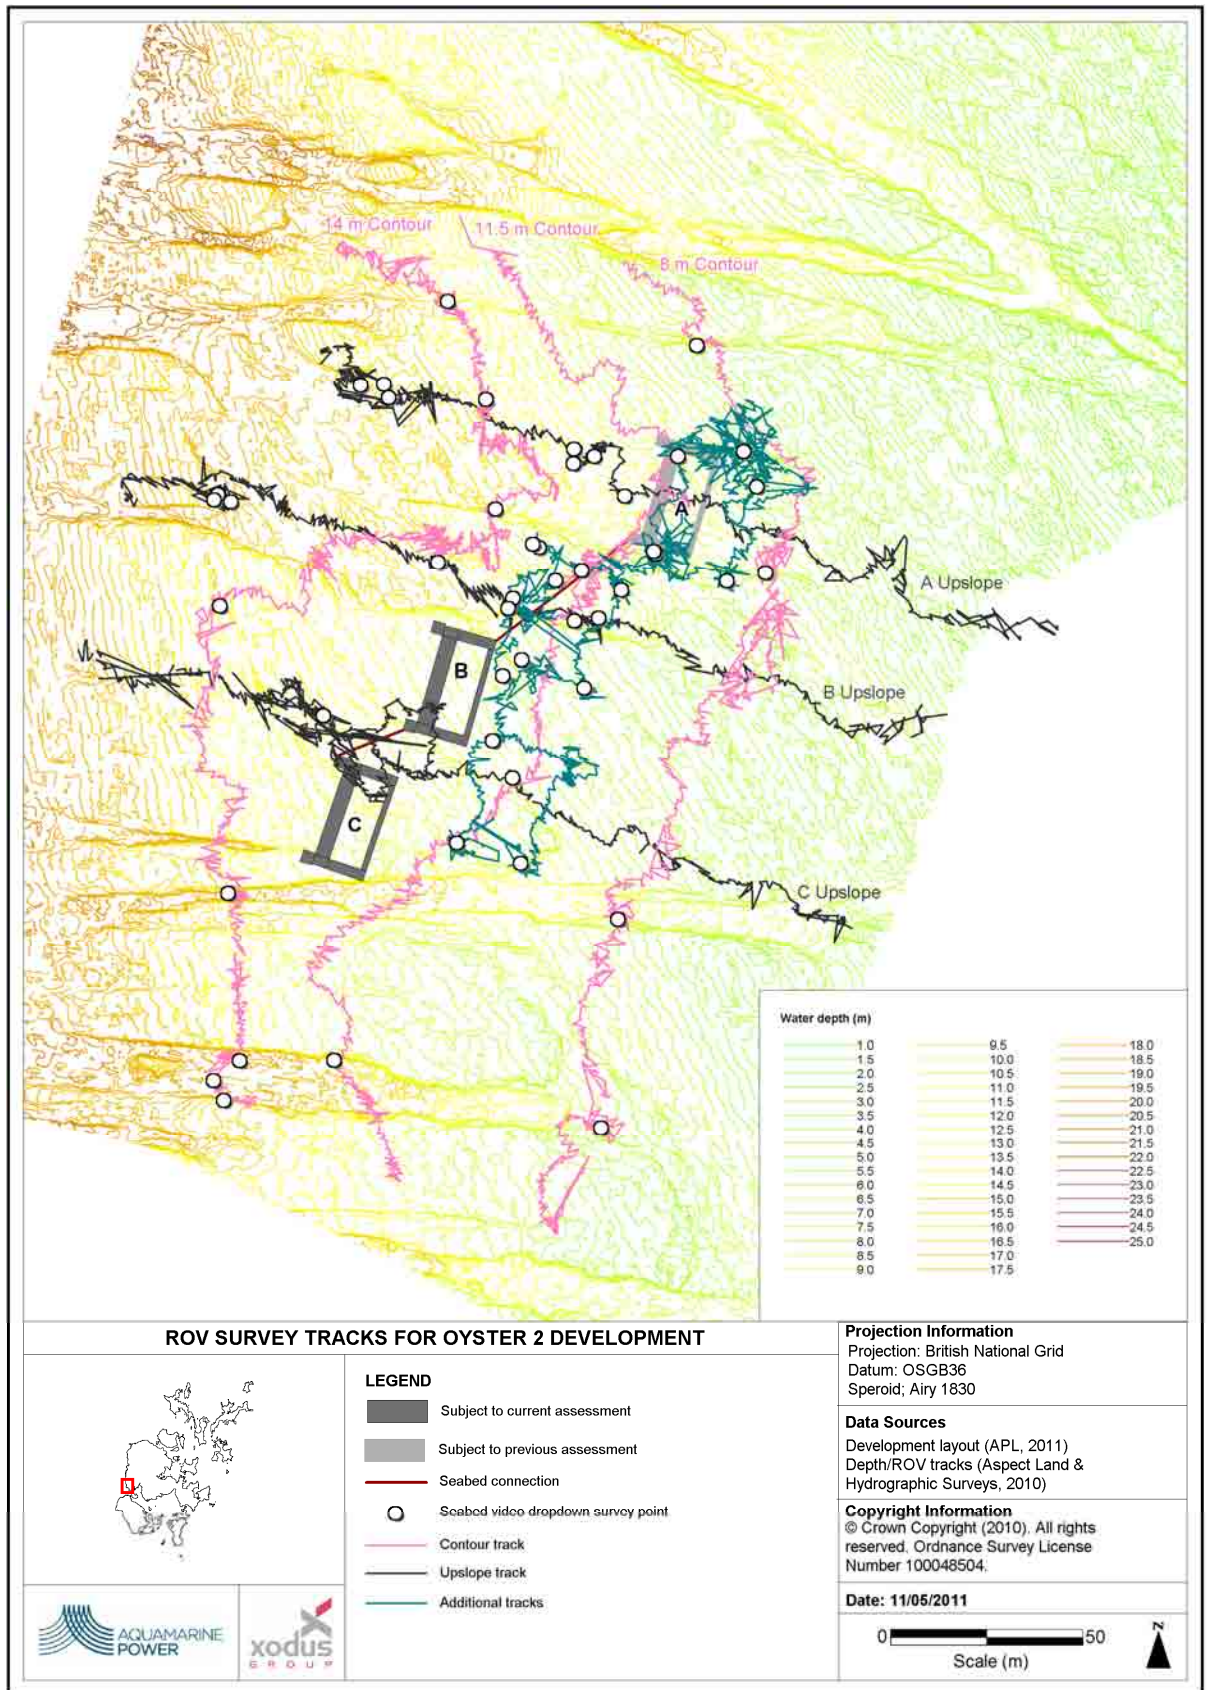 14 m Contour
11.5 m Contour
8 m Contour
A
A Upslope
B
B Upslope
C
C Upslope
Water depth (m)
1.0
1.5
2.0
2.5
3.0
3.5
4.0
4.5
5.0
5.5
6.0
6.5
7.0
7.5
8.0
8.5
9.0
9.5
10.0
10.5
11.0
11.5
12.0
12.5
13.0
13.5
14.0
14.5
15.0
15.5
16.0
16.5
17.0
17.5
18.0
18.5
19.0
19.5
20.0
20.5
21.0
21.5
22.0
22.5
23.0
23.5
24.0
24.5
25.0
ROV SURVEY TRACKS FOR OYSTER 2 DEVELOPMENT
LEGEND
Subject to current assessment
Subject to previous assessment
Seabed connection
Seabed video dropdown survey point
Contour track
Upslope track
Additional tracks
AQUAMARINE
POWER
xodus
GROUP
Projection Information
Projection: British National Grid
Datum: OSGB36
Speroid; Airy 1830
Data Sources
Development layout (APL, 2011)
Depth/ROV tracks (Aspect Land &
Hydrographic Surveys, 2010)
Copyright Information
© Crown Copyright (2010). All rights
reserved. Ordnance Survey License
Number 100048504.
Date: 11/05/2011
0 50
Scale (m)
N